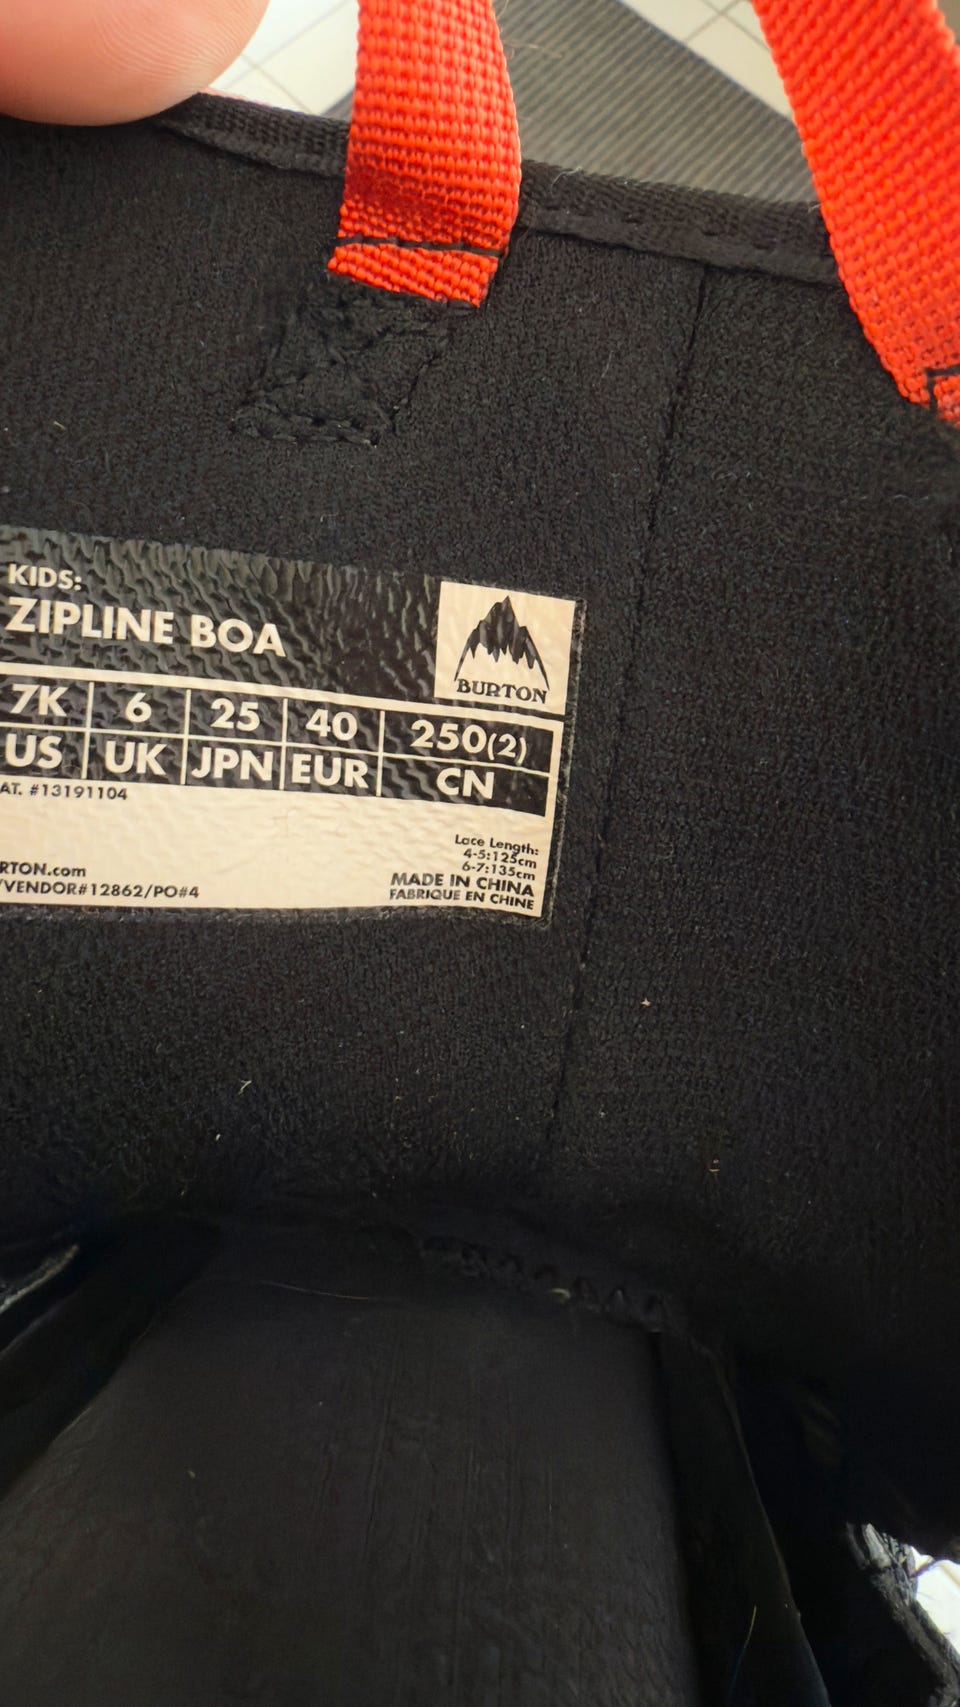 KIDS:
ZIPLINE BOA
BURTON
7K 6 25 40 250(2)
US UK JPN EUR CN
AT. #13191104
Lace Length:
4-5:125cm
6-7:135cm
RTON.com
/VENDOR#12862/PO#4
MADE IN CHINA
FABRIQUE EN CHINE